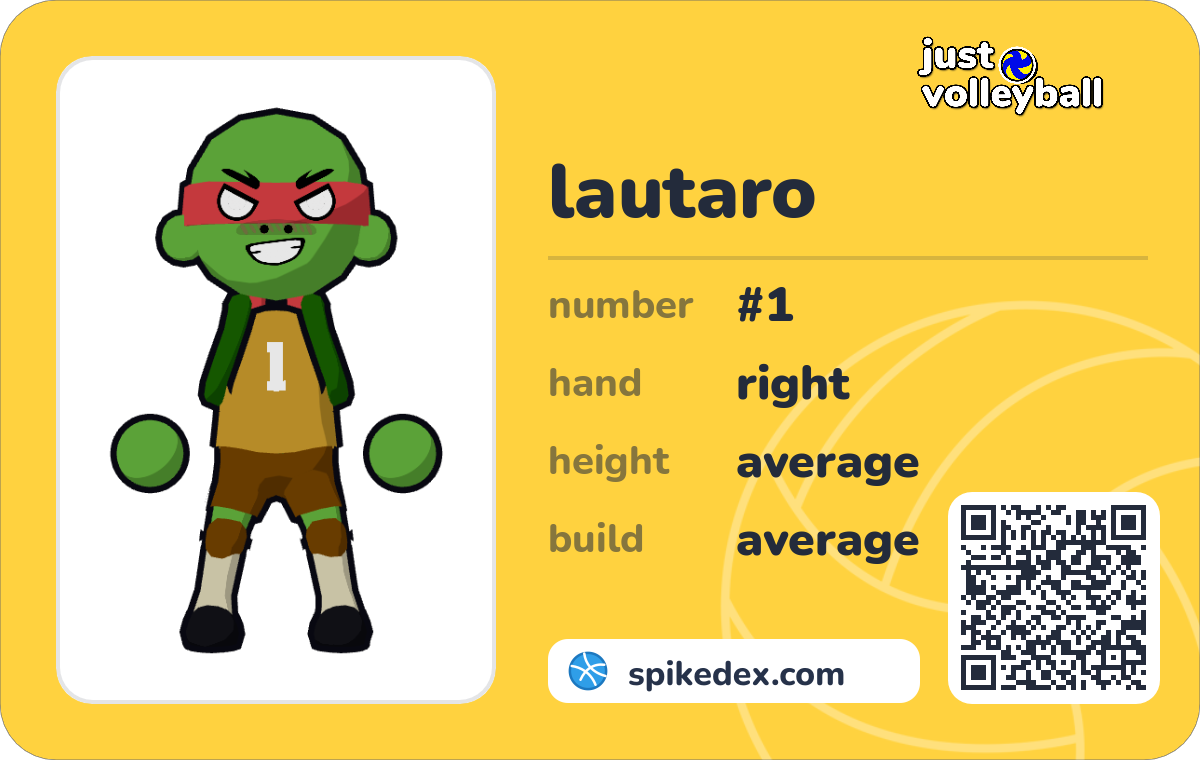 just
volleyball
lautaro
number #1
hand right
height average
build average
1
spikedex.com